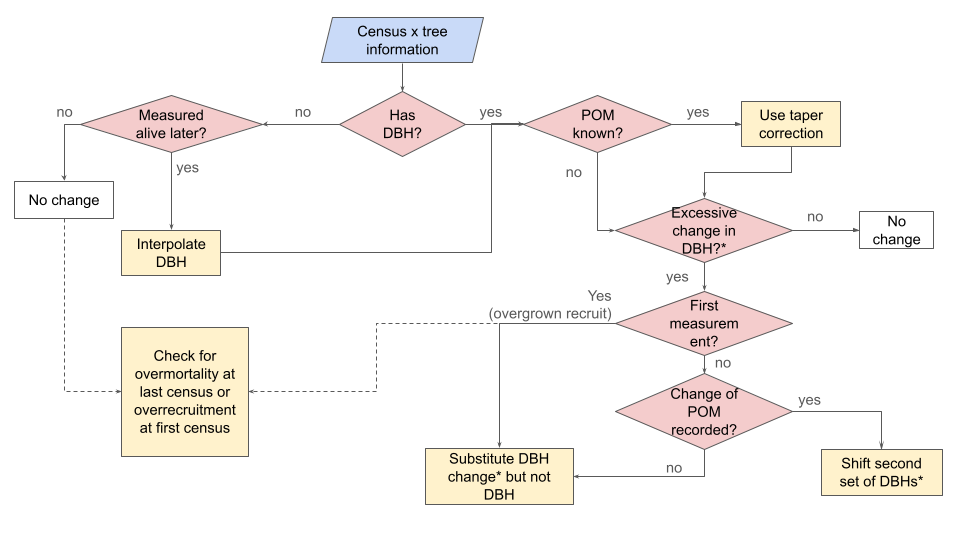 Census x tree
information
no
Measured
alive later?
no
Has
DBH?
yes
POM
known?
yes
Use taper
correction
yes
no
No change
Excessive
change in
DBH?*
no
No
change
Interpolate
DBH
yes
Yes
(overgrown recruit)
First
measurem
ent?
Check for
overmortality at
last census or
overrecruitment
at first census
no
Change of
POM
recorded?
yes
Substitute DBH
change* but not
DBH
no
Shift second
set of DBHs*